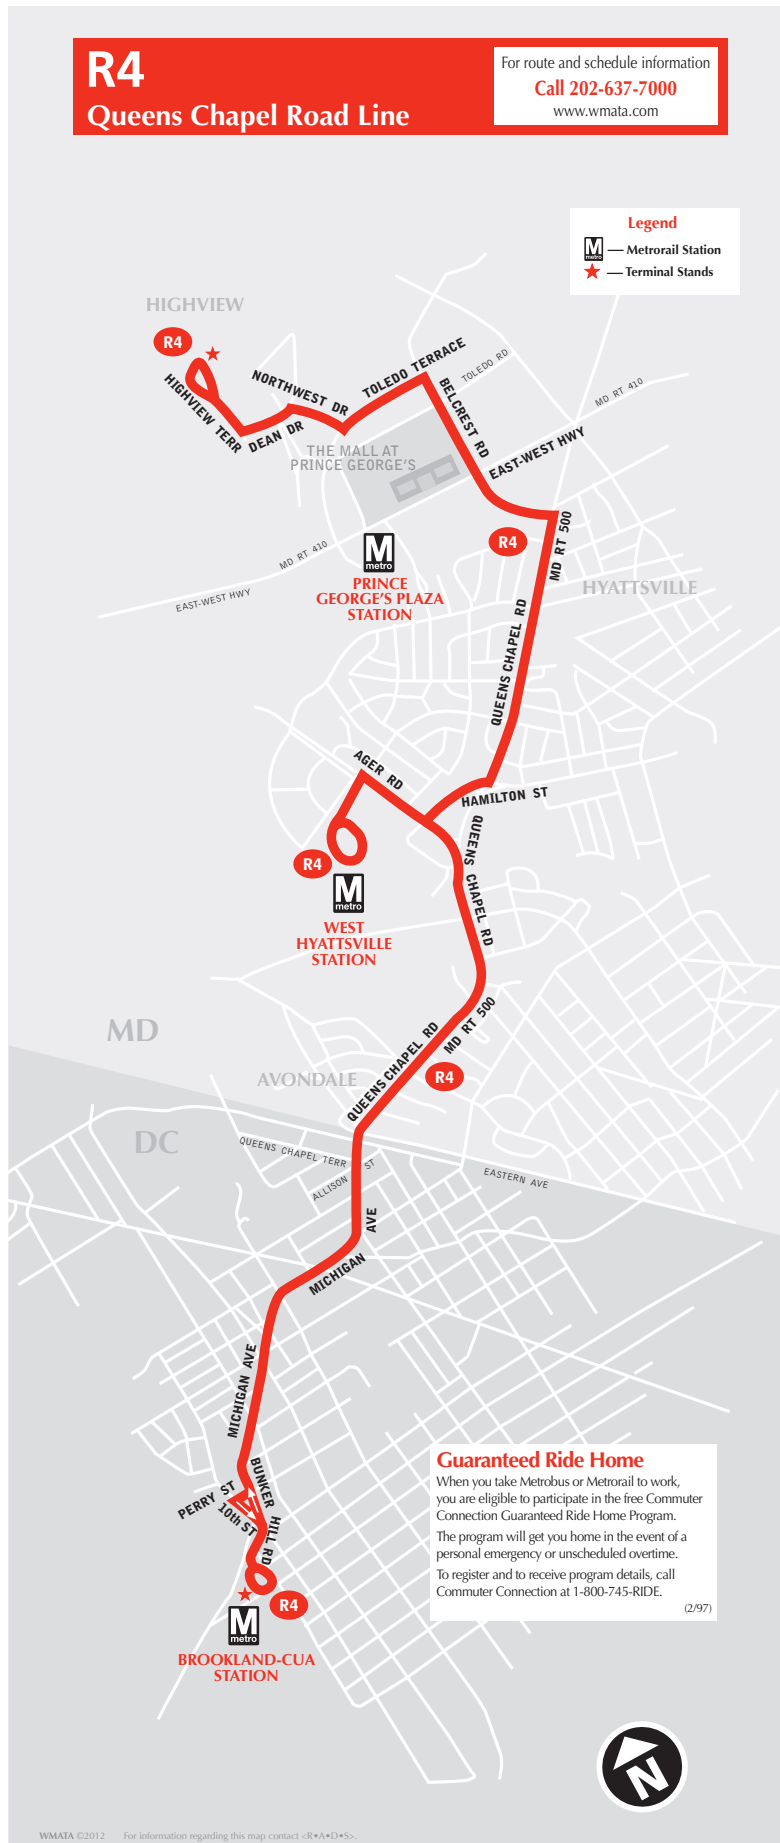 R4
Queens Chapel Road Line
For route and schedule information
Call 202-637-7000
www.wmata.com
Legend
M
metro
— Metrorail Station
— Terminal Stands
HIGHVIEW
R4
HIGHVIEW TERR
DEAN DR
NORTHWEST DR
TOLEDO TERRACE
TOLEDO RD
BELCREST RD
MD RT 410
EAST-WEST HWY
THE MALL AT
PRINCE GEORGE'S
MD RT 410
EAST-WEST HWY
M
metro
PRINCE
GEORGE'S PLAZA
STATION
R4
MD RT 500
HYATTSVILLE
QUEENS CHAPEL RD
AGER RD
HAMILTON ST
R4
M
metro
WEST
HYATTSVILLE
STATION
QUEENS CHAPEL RD
MD
MD RT 500
QUEENS CHAPEL RD
AVONDALE
R4
DC
QUEENS CHAPEL TERR
ALLISON ST
EASTERN AVE
MICHIGAN AVE
MICHIGAN AVE
PERRY ST
10th ST
BUNKER HILL RD
R4
M
metro
BROOKLAND-CUA
STATION
Guaranteed Ride Home
When you take Metrobus or Metrorail to work,
you are eligible to participate in the free Commuter
Connection Guaranteed Ride Home Program.
The program will get you home in the event of a
personal emergency or unscheduled overtime.
To register and to receive program details, call
Commuter Connection at 1-800-745-RIDE.
(2/97)
N
WMATA ©2012 For information regarding this map contact <R•A•D•S>.